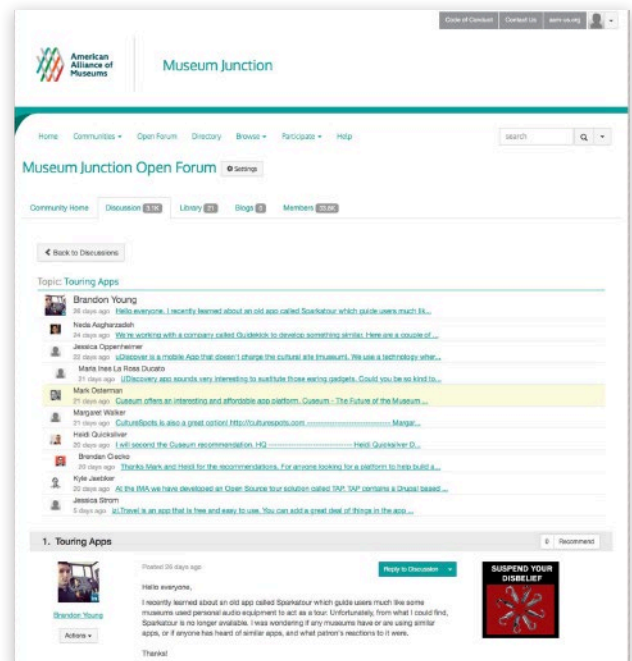 Code of Conduct Contact Us aam-us.org
American
Alliance of
Museums
Museum Junction
Home Communities Open Forum Directory Browse Participate Help search
Museum Junction Open Forum Settings
Community Home Discussion 3.1K Library 21 Blogs Members 33.8K
Back to Discussions
Topic: Touring Apps
Brandon Young
26 days ago Hello everyone, I recently learned about an old app called Sparkatour which guide users much lik...
Neda Asgharzadeh
24 days ago We're working with a company called Guidekick to develop something similar. Here are a couple of ...
Jessica Oppenheimer
22 days ago uDiscover is a mobile App that doesn't charge the cultural site (museum). We use a technology wher...
Maria Ines La Rosa Ducato
21 days ago UDiscovery app sounds very interesting to sustitute those waring gadgets. Could you be so kind to...
Mark Osterman
21 days ago Cuseum offers an interesting and affordable app platform. Cuseum - The Future of the Museum ...
Margaret Walker
21 days ago CultureSpots is also a great option! http://culturespots.com ------------------------------ Margar...
Heidi Quicksilver
20 days ago I will second the Cuseum recommendation. HQ ------------------------------ Heidi Quicksilver D...
Brendan Ciecko
20 days ago Thanks Mark and Heidi for the recommendations. For anyone looking for a platform to help build a...
Kyle Jaebker
20 days ago At the IMA we have developed an Open Source tour solution called TAP. TAP contains a Drupal based ...
Jessica Strom
5 days ago izi.Travel is an app that is free and easy to use. You can add a great deal of things in the app ...
1. Touring Apps 0 Recommend
Posted 26 days ago Reply to Discussion
SUSPEND YOUR
DISBELIEF
Hello everyone,
I recently learned about an old app called Sparkatour which guide users much like some
museums used personal audio equipment to act as a tour. Unfortunately, from what I could find,
Sparkatour is no longer available. I was wondering if any museums have or are using similar
apps, or if anyone has heard of similar apps, and what patron's reactions to it were.
Brandon Young
Actions
Thanks!